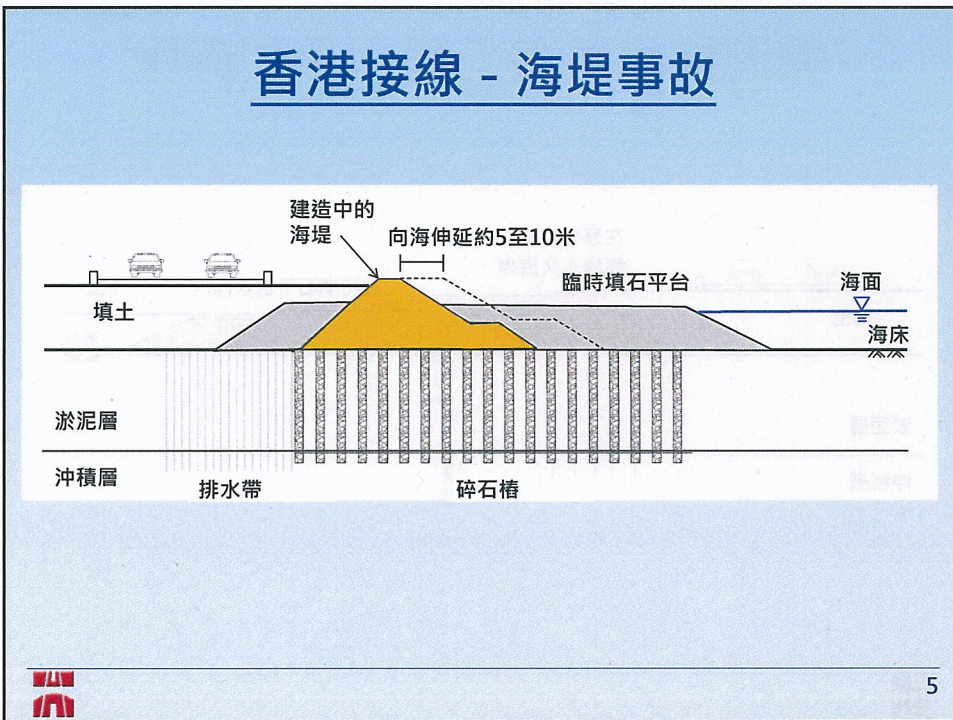 香港接線 - 海堤事故
建造中的
海堤
向海伸延約5至10米
臨時填石平台
海面
填土
海床
淤泥層
沖積層
排水帶
碎石樁
5